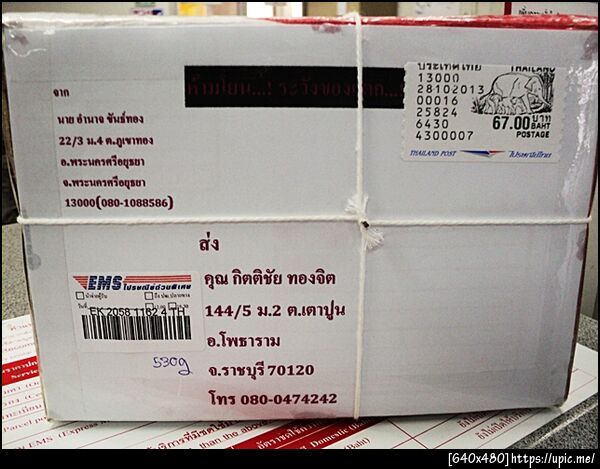 ห้ามโยน...! ระวังของแตก...!
ประเทศไทย THAILAND
13000
28102013
00016
25824
6430
4300007
67.00 บาท
BAHT
POSTAGE
THAILAND POST ไปรษณีย์ไทย
จาก
นาย อำนาจ ขันธ์ทอง
22/3 ม.4 ต.ภูเขาทอง
อ.พระนครศรีอยุธยา
จ.พระนครศรีอยุธยา
13000(080-1088586)
ส่ง
คุณ กิตติชัย ทองจิต
144/5 ม.2 ต.เตาปูน
อ.โพธาราม
จ.ราชบุรี 70120
โทร 080-0474242
EMS ไปรษณีย์ด่วนพิเศษ
EK 2058 1162 4 TH
530g
[640x480]https://upic.me/